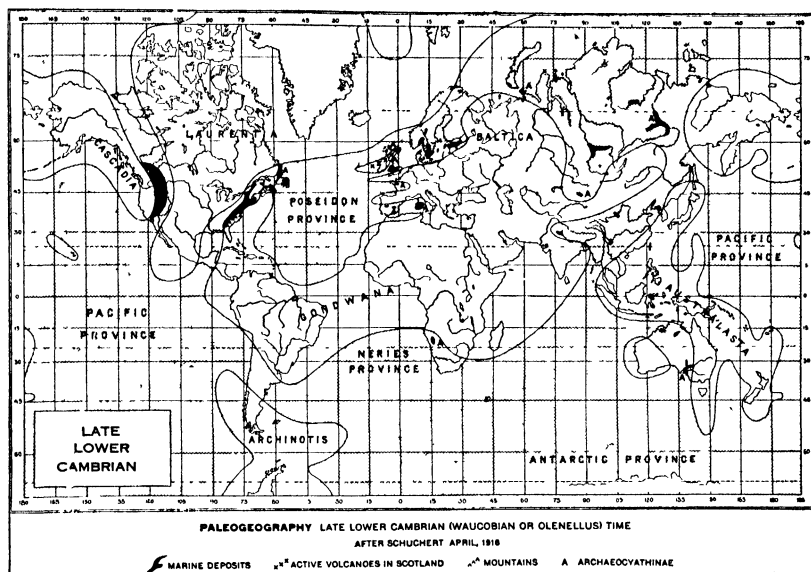 LAURENTIA
BALTICA
CASCADIA
POSEIDON
PROVINCE
PACIFIC
PROVINCE
GONDWANA
PACIFIC
PROVINCE
AUSTRALASIA
NERIES
PROVINCE
ARCHINOTIS
ANTARCTIC PROVINCE
LATE
LOWER
CAMBRIAN
PALEOGEOGRAPHY LATE LOWER CAMBRIAN (WAUCOBIAN OR OLENELLUS) TIME
AFTER SCHUCHERT APRIL, 1916
MARINE DEPOSITS ACTIVE VOLCANOES IN SCOTLAND MOUNTAINS A ARCHAEOCYATHINAE